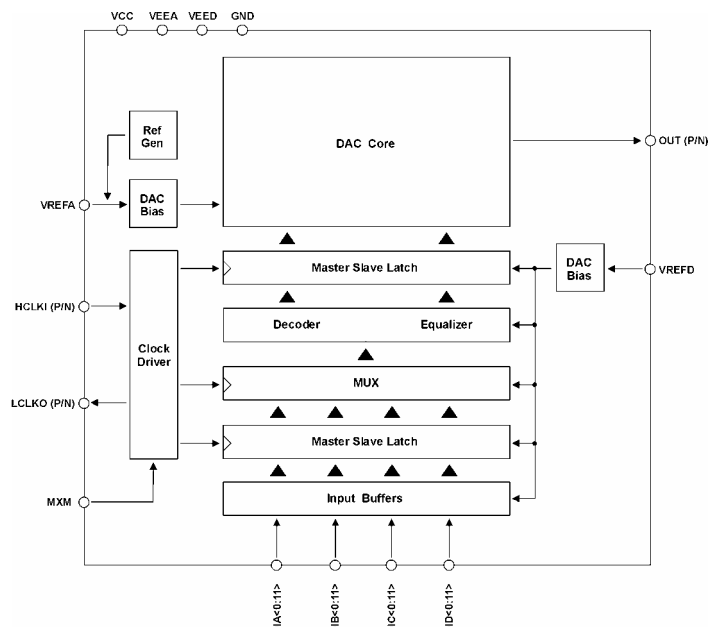 VCC VEEA VEED GND
Ref
Gen
DAC Core
OUT (P/N)
VREFA
DAC
Bias
Master Slave Latch
DAC
Bias
VREFD
HCLKI (P/N)
Decoder Equalizer
Clock
Driver
MUX
LCLKO (P/N)
Master Slave Latch
MXM
Input Buffers
IA<0:11>
IB<0:11>
IC<0:11>
ID<0:11>